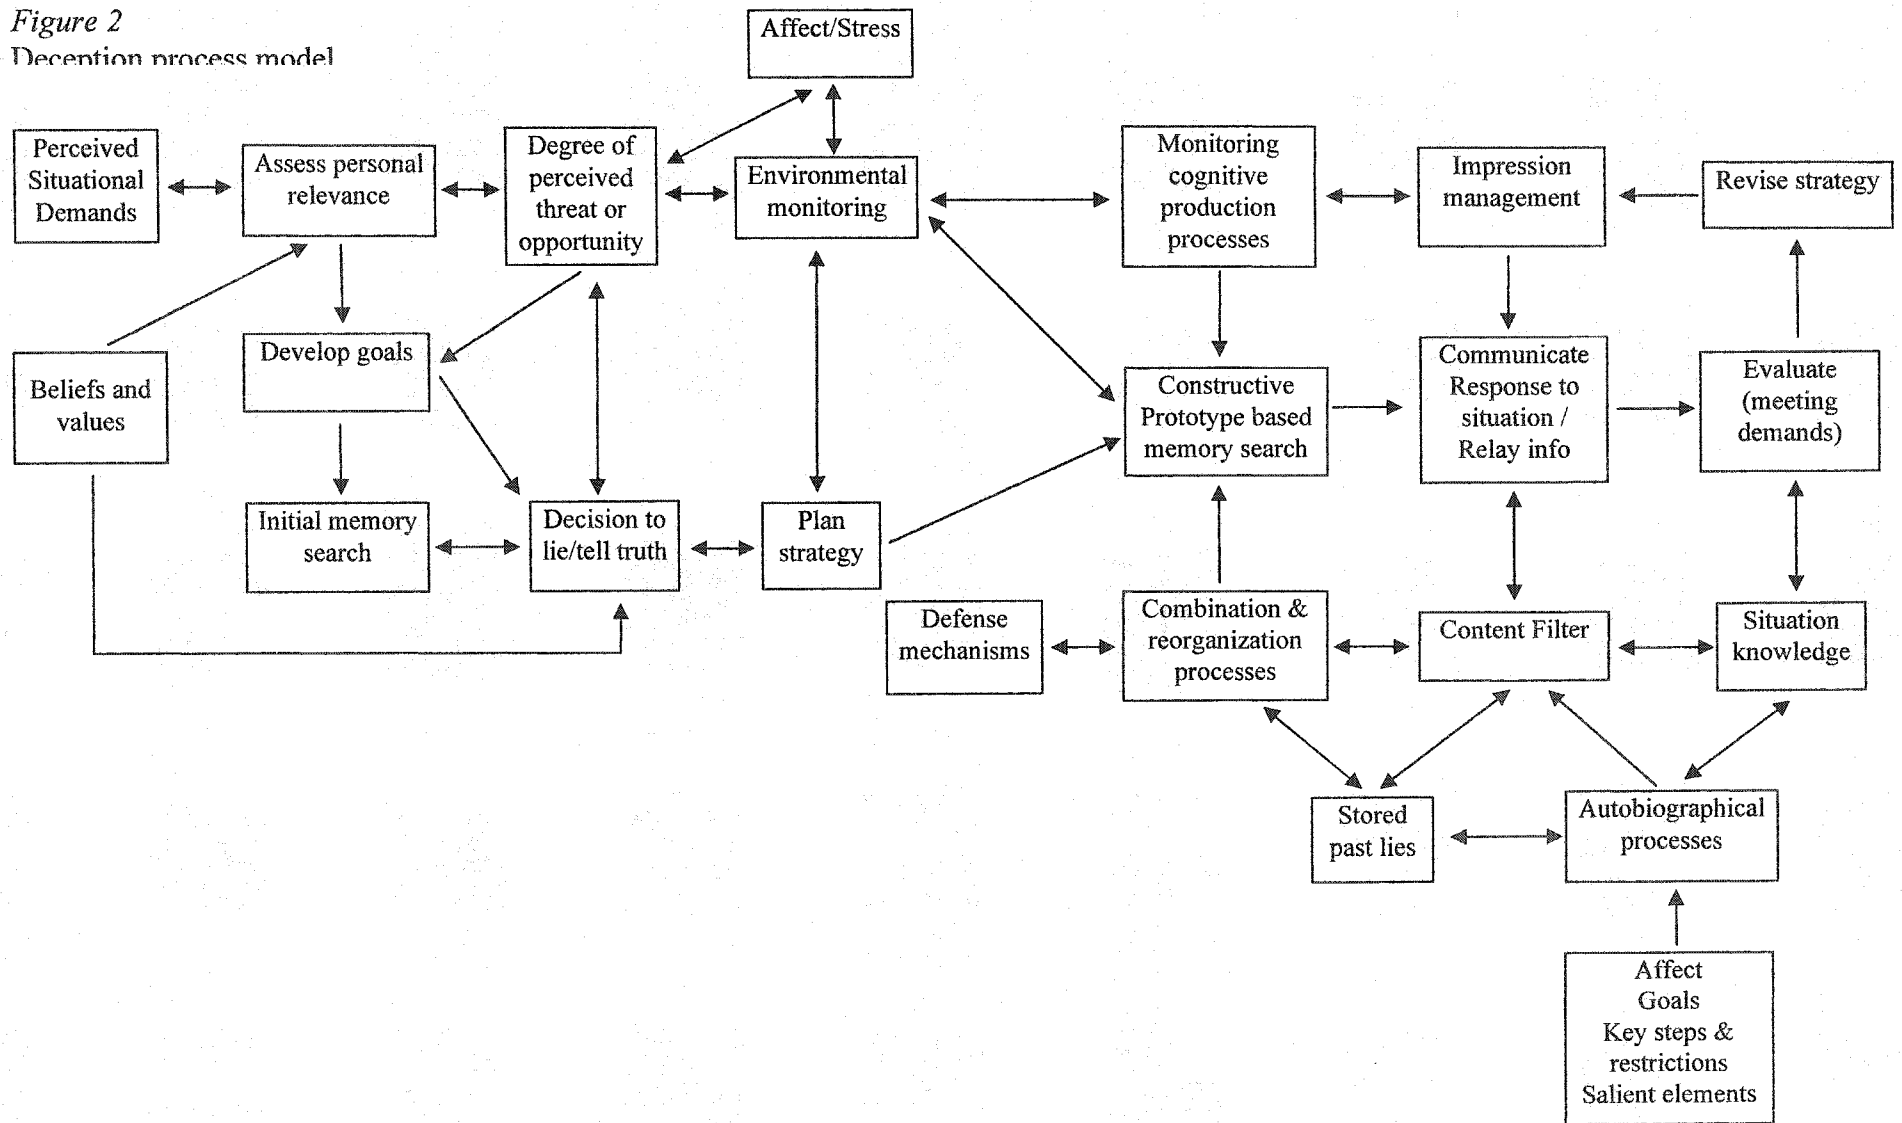 Figure 2
Deception process model
Affect/Stress
Perceived
Situational
Demands
Assess personal
relevance
Degree of
perceived
threat or
opportunity
Environmental
monitoring
Monitoring
cognitive
production
processes
Impression
management
Revise strategy
Beliefs and
values
Develop goals
Constructive
Prototype based
memory search
Communicate
Response to
situation /
Relay info
Evaluate
(meeting
demands)
Initial memory
search
Decision to
lie/tell truth
Plan
strategy
Defense
mechanisms
Combination &
reorganization
processes
Content Filter
Situation
knowledge
Stored
past lies
Autobiographical
processes
Affect
Goals
Key steps &
restrictions
Salient elements